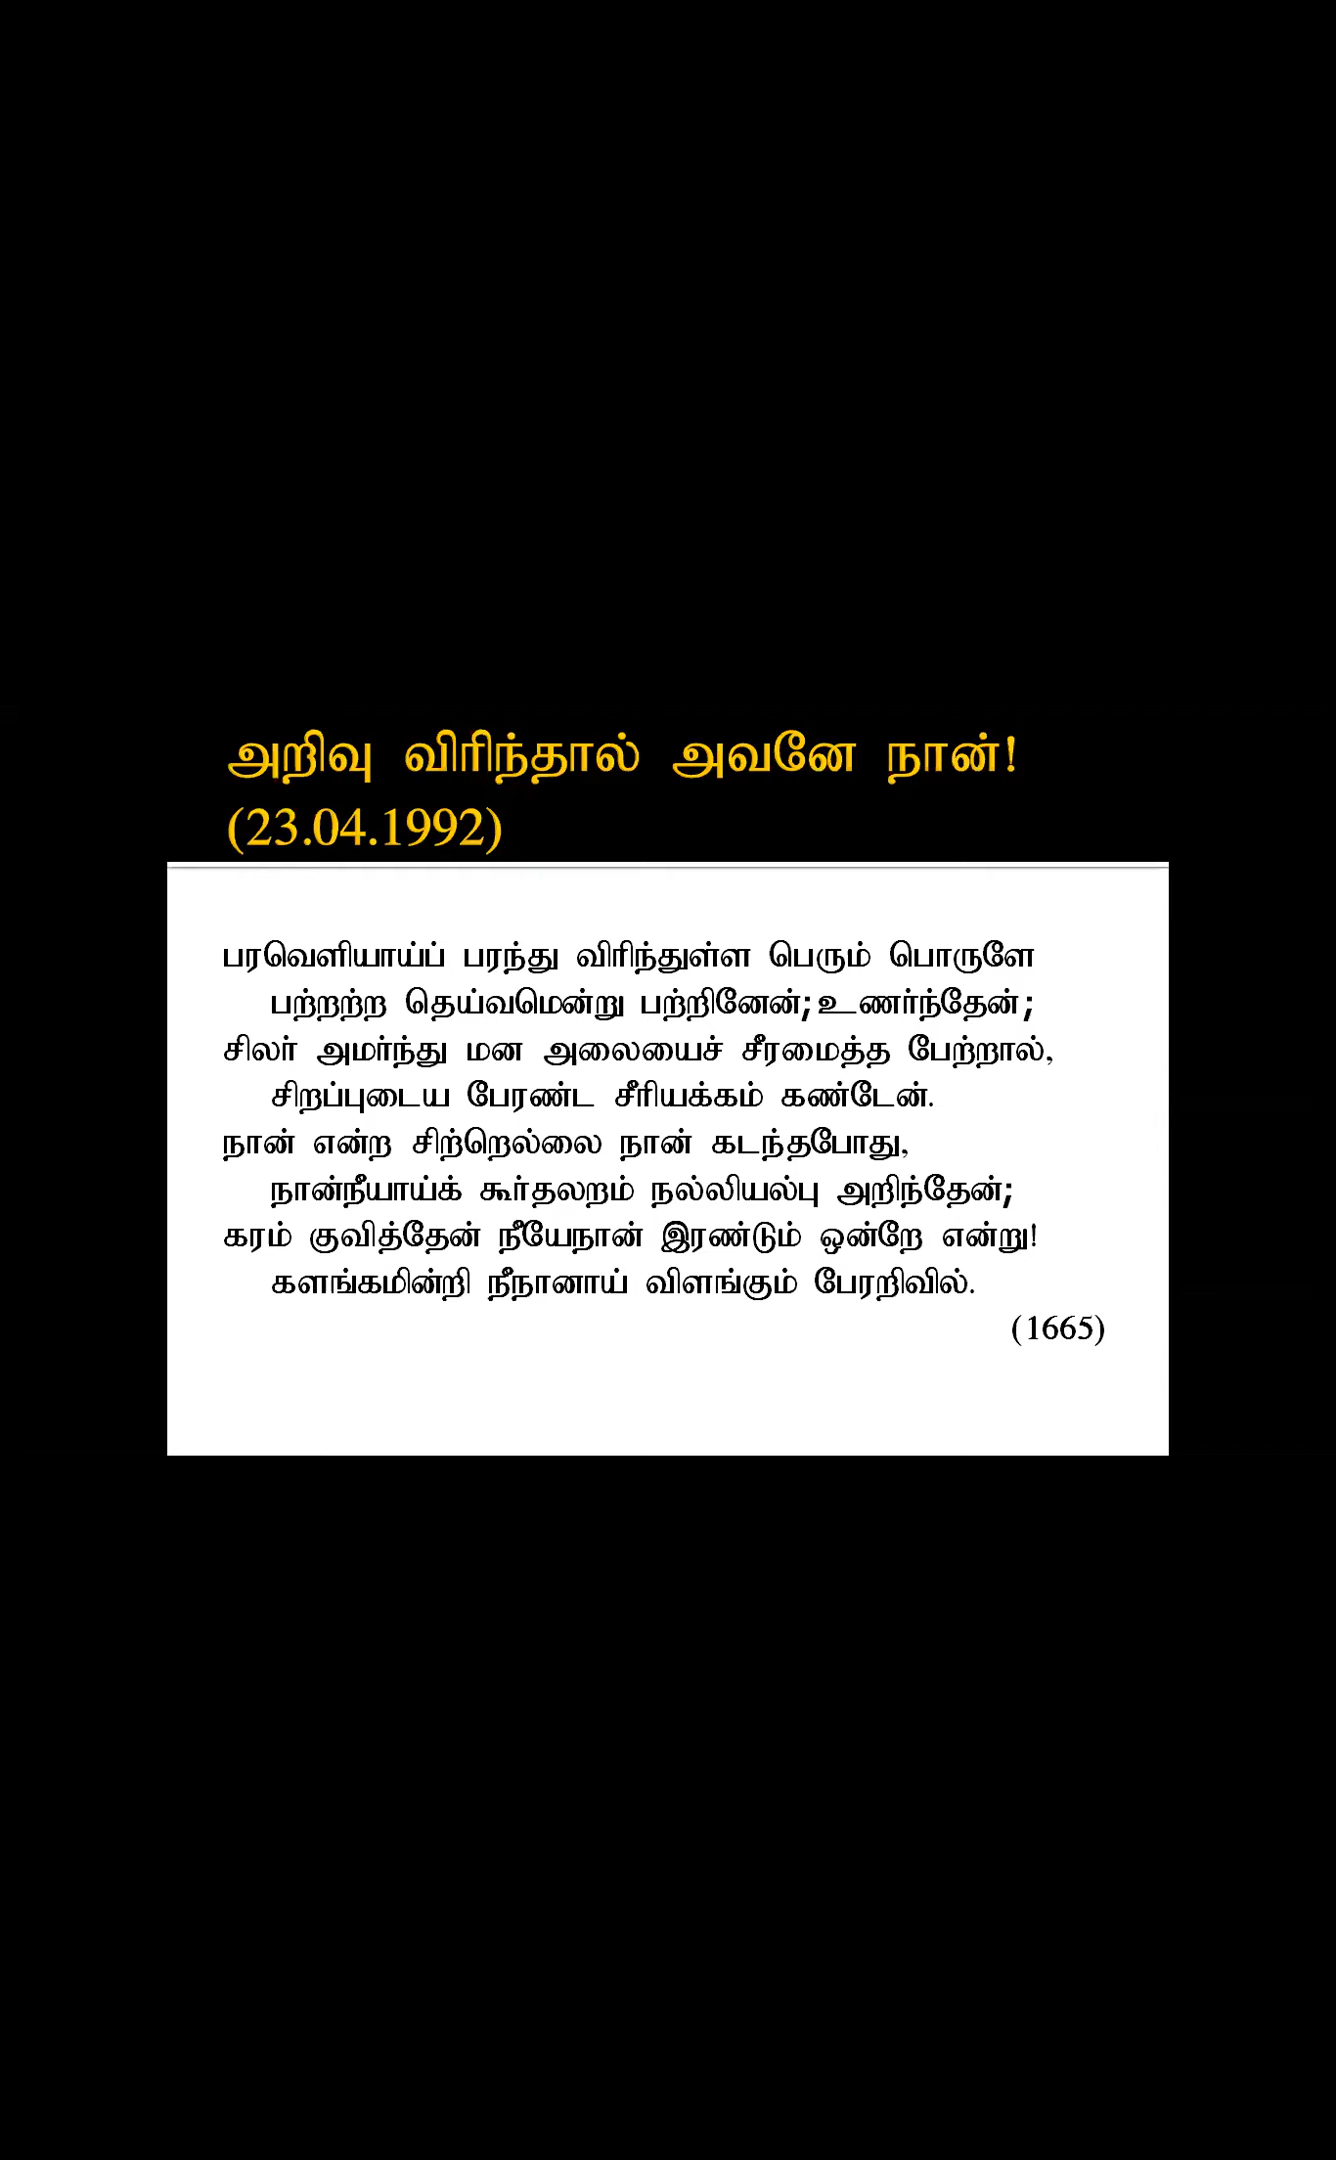 அறிவு விரிந்தால் அவனே நான்!
(23.04.1992)
பரவெளியாய்ப் பரந்து விரிந்துள்ள பெரும் பொருளே
பற்றற்ற தெய்வமென்று பற்றினேன்; உணர்ந்தேன்;
சிலர் அமர்ந்து மன அலையைச் சீரமைத்த பேற்றால்,
சிறப்புடைய பேரண்ட சீரியக்கம் கண்டேன்.
நான் என்ற சிற்றெல்லை நான் கடந்தபோது,
நான்நீயாய்க் கூர்தலறம் நல்லியல்பு அறிந்தேன்;
கரம் குவித்தேன் நீயேநான் இரண்டும் ஒன்றே என்று!
களங்கமின்றி நீநானாய் விளங்கும் பேரறிவில்.
(1665)